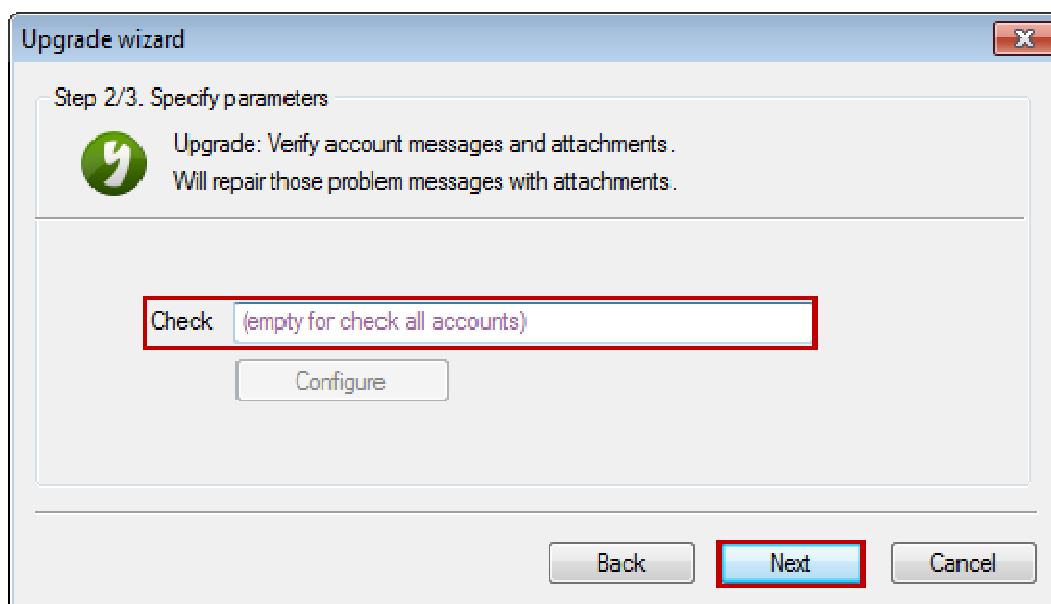 Upgrade wizard
Step 2/3. Specify parameters
Upgrade: Verify account messages and attachments.
Will repair those problem messages with attachments.
Check (empty for check all accounts)
Configure
Back Next Cancel